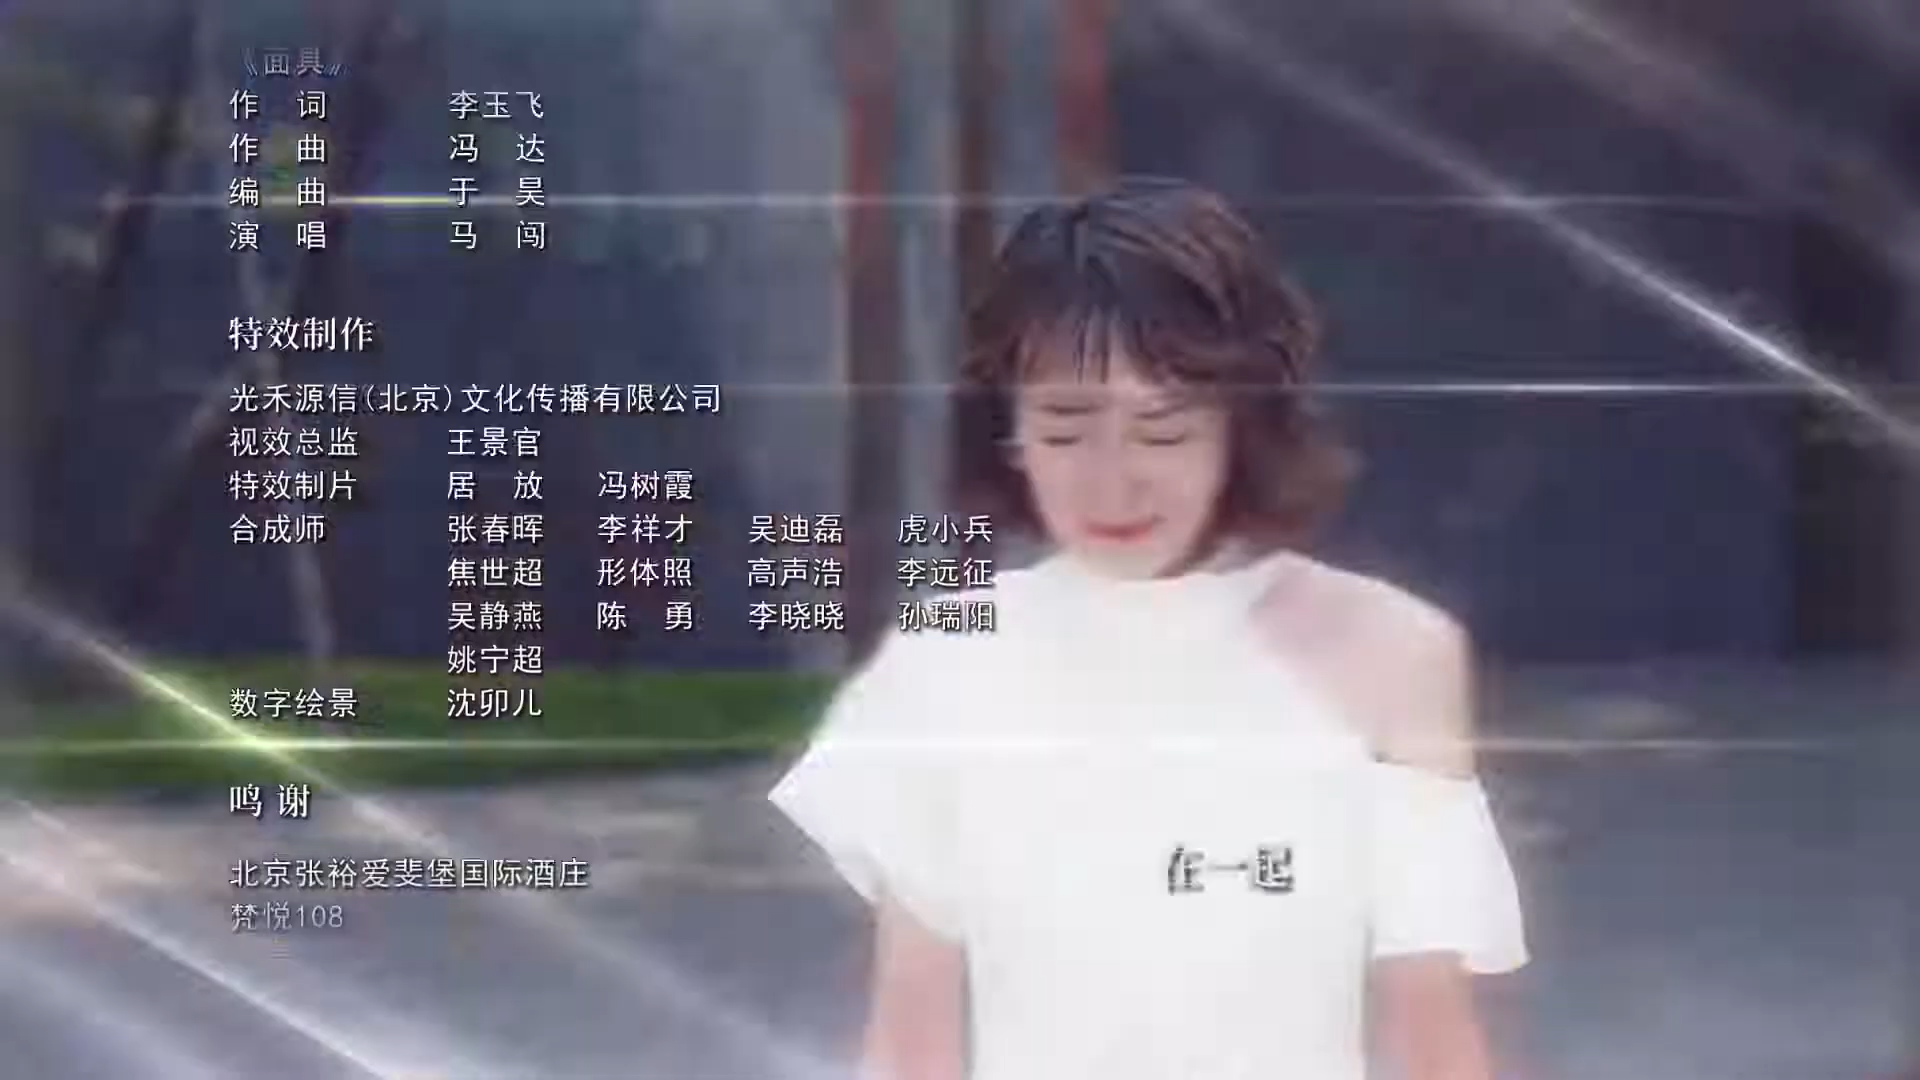 《面具》
作 词 李玉飞
作 曲 冯 达
编 曲 于 昊
演 唱 马 闯
特效制作
光禾源信(北京)文化传播有限公司
视效总监 王景官
特效制片 居 放 冯树霞
合成师 张春晖 李祥才 吴迪磊 虎小兵
焦世超 形体照 高声浩 李远征
吴静燕 陈 勇 李晓晓 孙瑞阳
姚宁超
数字绘景 沈卯儿
鸣 谢
北京张裕爱斐堡国际酒庄
梵悦108
在一起